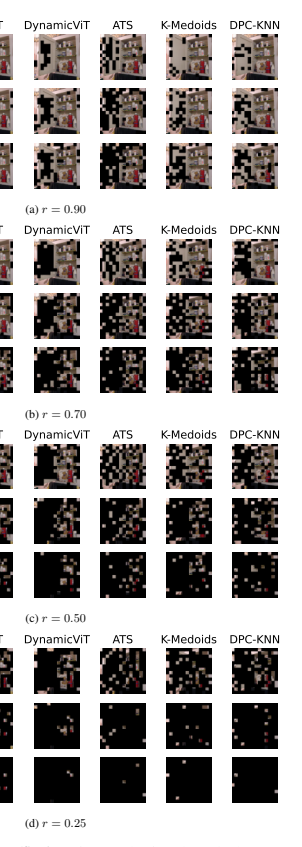 T DynamicViT ATS K-Medoids DPC-KNN
(a) r = 0.90
T DynamicViT ATS K-Medoids DPC-KNN
(b) r = 0.70
T DynamicViT ATS K-Medoids DPC-KNN
(c) r = 0.50
T DynamicViT ATS K-Medoids DPC-KNN
(d) r = 0.25